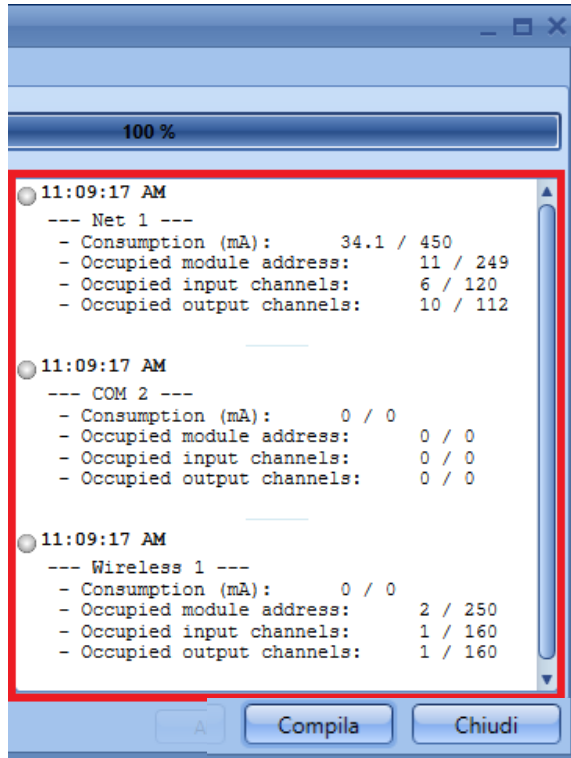 100 %
11:09:17 AM
--- Net 1 ---
- Consumption (mA): 34.1 / 450
- Occupied module address: 11 / 249
- Occupied input channels: 6 / 120
- Occupied output channels: 10 / 112
11:09:17 AM
--- COM 2 ---
- Consumption (mA): 0 / 0
- Occupied module address: 0 / 0
- Occupied input channels: 0 / 0
- Occupied output channels: 0 / 0
11:09:17 AM
--- Wireless 1 ---
- Consumption (mA): 0 / 0
- Occupied module address: 2 / 250
- Occupied input channels: 1 / 160
- Occupied output channels: 1 / 160
A Compila Chiudi